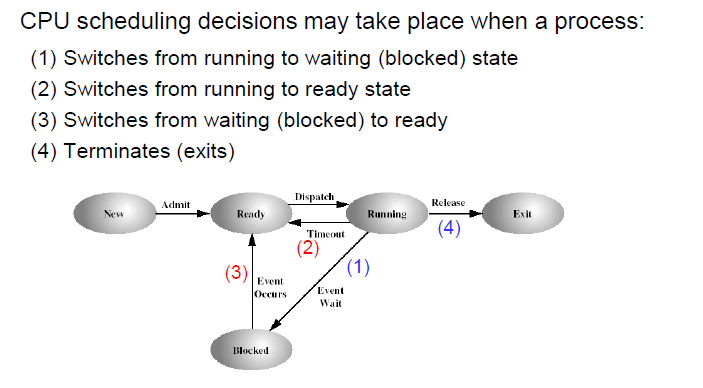 CPU scheduling decisions may take place when a process:
(1) Switches from running to waiting (blocked) state
(2) Switches from running to ready state
(3) Switches from waiting (blocked) to ready
(4) Terminates (exits)
New
Admit
Ready
Dispatch
Timeout
(2)
Running
Release
(4)
Exit
(3)
Event
Occurs
(1)
Event
Wait
Blocked